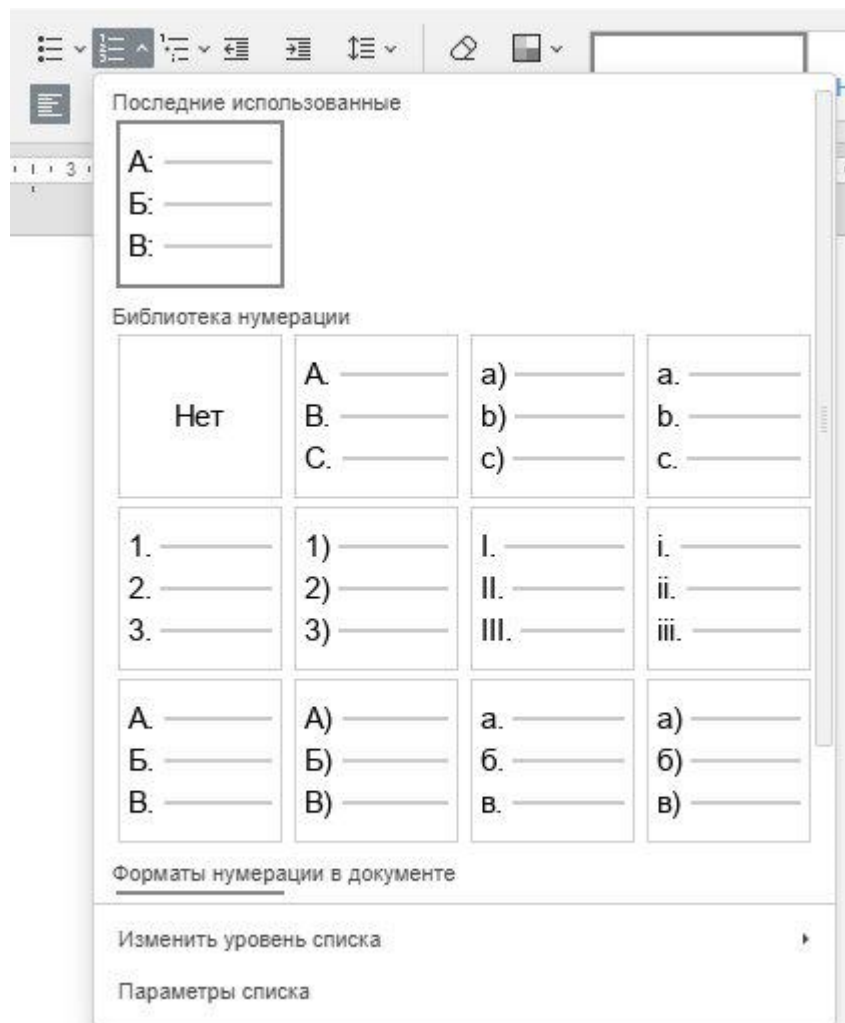 3
Последние использованные
А:
Б:
В:
Библиотека нумерации
Нет
A.
B.
C.
a)
b)
c)
a.
b.
c.
1.
2.
3.
1)
2)
3)
I.
II.
III.
i.
ii.
iii.
А.
Б.
В.
А)
Б)
В)
а.
б.
в.
а)
б)
в)
Форматы нумерации в документе
Изменить уровень списка
Параметры списка